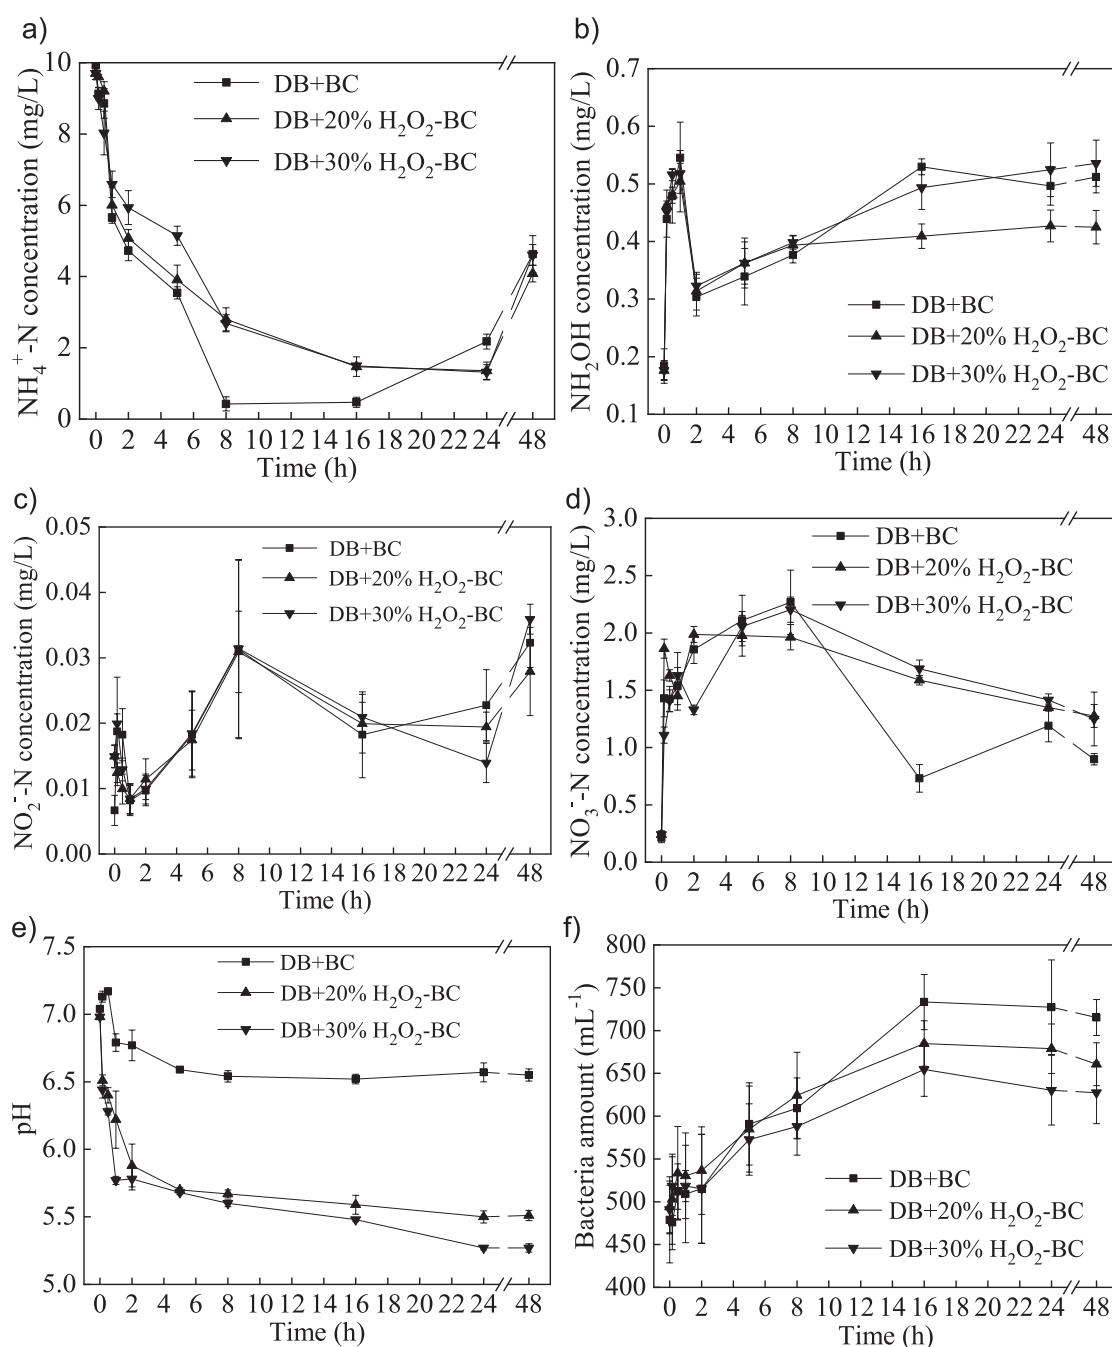 a)
NH₄⁺-N concentration (mg/L)
10
8
6
4
2
0
DB+BC
DB+20% H₂O₂-BC
DB+30% H₂O₂-BC
0 2 4 6 8 10 12 14 16 18 20 22 24 48
Time (h)
b)
NH₂OH concentration (mg/L)
0.7
0.6
0.5
0.4
0.3
0.2
0.1
DB+BC
DB+20% H₂O₂-BC
DB+30% H₂O₂-BC
0 2 4 6 8 10 12 14 16 18 20 22 24 48
Time (h)
c)
NO₂⁻-N concentration (mg/L)
0.05
0.04
0.03
0.02
0.01
0.00
DB+BC
DB+20% H₂O₂-BC
DB+30% H₂O₂-BC
0 2 4 6 8 10 12 14 16 18 20 22 24 48
Time (h)
d)
NO₃⁻-N concentration (mg/L)
3.0
2.5
2.0
1.5
1.0
0.5
0.0
DB+BC
DB+20% H₂O₂-BC
DB+30% H₂O₂-BC
0 2 4 6 8 10 12 14 16 18 20 22 24 48
Time (h)
e)
pH
7.5
7.0
6.5
6.0
5.5
5.0
DB+BC
DB+20% H₂O₂-BC
DB+30% H₂O₂-BC
0 2 4 6 8 10 12 14 16 18 20 22 24 48
Time (h)
f)
Bacteria amount (mL⁻¹)
800
750
700
650
600
550
500
450
400
DB+BC
DB+20% H₂O₂-BC
DB+30% H₂O₂-BC
0 2 4 6 8 10 12 14 16 18 20 22 24 48
Time (h)